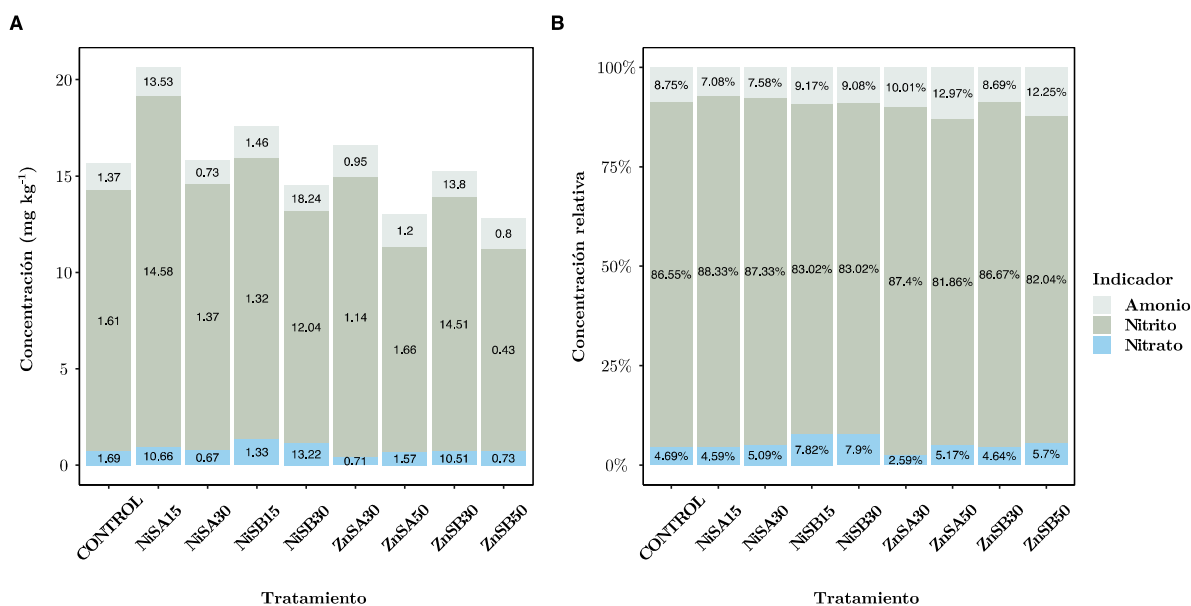 A
Concentración (mg kg⁻¹)
20
15
10
5
0
13.53
1.37
0.73
1.46
18.24
0.95
1.2
13.8
0.8
1.61
14.58
1.37
1.32
12.04
1.14
1.66
14.51
0.43
1.69
10.66
0.67
1.33
13.22
0.71
1.57
10.51
0.73
CONTROL
NiSA15
NiSA30
NiSB15
NiSB30
ZnSA30
ZnSA50
ZnSB30
ZnSB50
Tratamiento
B
Concentración relativa
100%
75%
50%
25%
0%
8.75%
7.08%
7.58%
9.17%
9.08%
10.01%
12.97%
8.69%
12.25%
86.55%
88.33%
87.33%
83.02%
83.02%
87.4%
81.86%
86.67%
82.04%
4.69%
4.59%
5.09%
7.82%
7.9%
2.59%
5.17%
4.64%
5.7%
CONTROL
NiSA15
NiSA30
NiSB15
NiSB30
ZnSA30
ZnSA50
ZnSB30
ZnSB50
Tratamiento
Indicador
Amonio
Nitrito
Nitrato